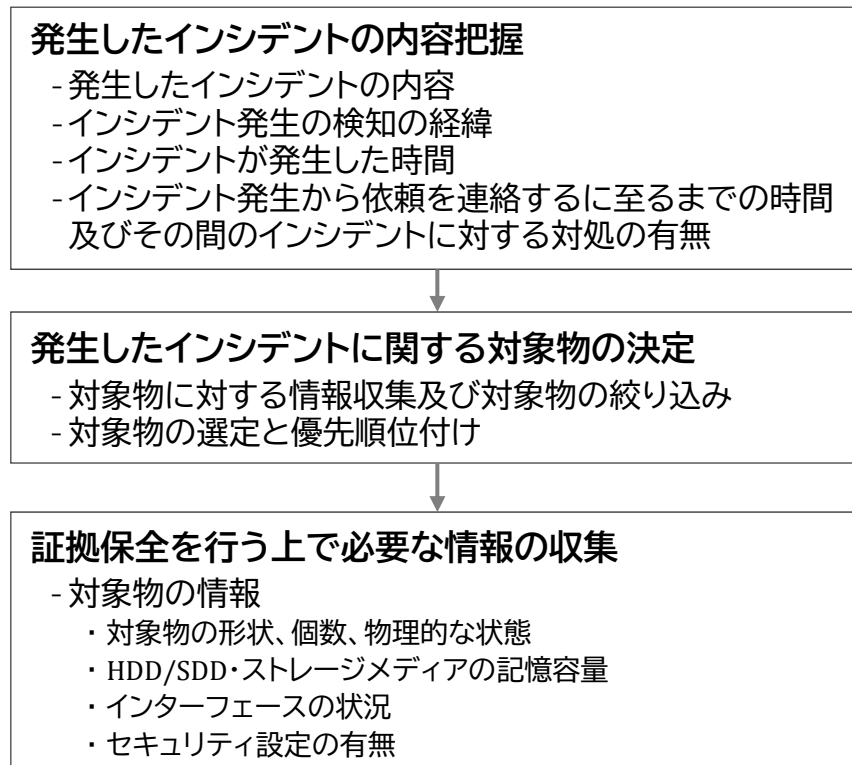 発生したインシデントの内容把握
- 発生したインシデントの内容
- インシデント発生の検知の経緯
- インシデントが発生した時間
- インシデント発生から依頼を連絡するに至るまでの時間
及びその間のインシデントに対する対処の有無
発生したインシデントに関する対象物の決定
- 対象物に対する情報収集及び対象物の絞り込み
- 対象物の選定と優先順位付け
証拠保全を行う上で必要な情報の収集
- 対象物の情報
・対象物の形状、個数、物理的な状態
・HDD/SDD・ストレージメディアの記憶容量
・インターフェースの状況
・セキュリティ設定の有無